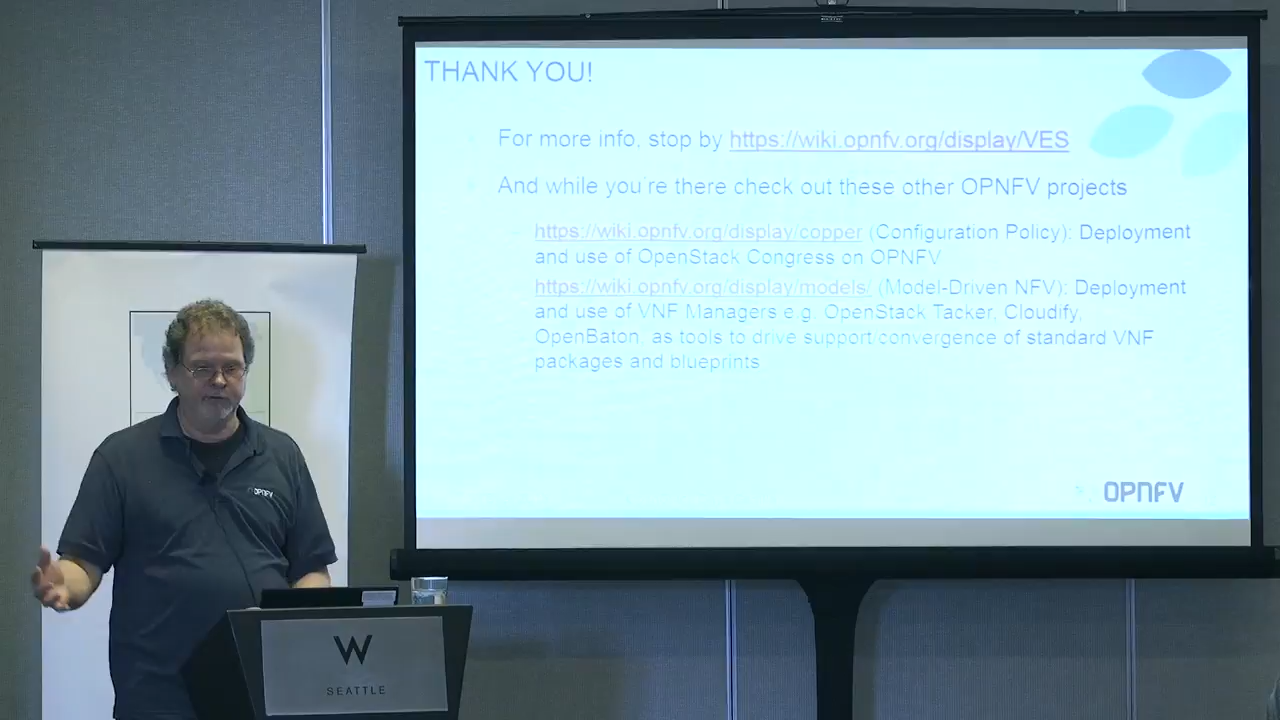 THANK YOU!
For more info, stop by https://wiki.opnfv.org/display/VES
And while you're there check out these other OPNFV projects
https://wiki.opnfv.org/display/copper (Configuration Policy): Deployment
and use of OpenStack Congress on OPNFV
https://wiki.opnfv.org/display/models/ (Model-Driven NFV): Deployment
and use of VNF Managers e.g. OpenStack Tacker, Cloudify,
OpenBaton, as tools to drive support/convergence of standard VNF
packages and blueprints
OPNFV
OPNFV
W
SEATTLE